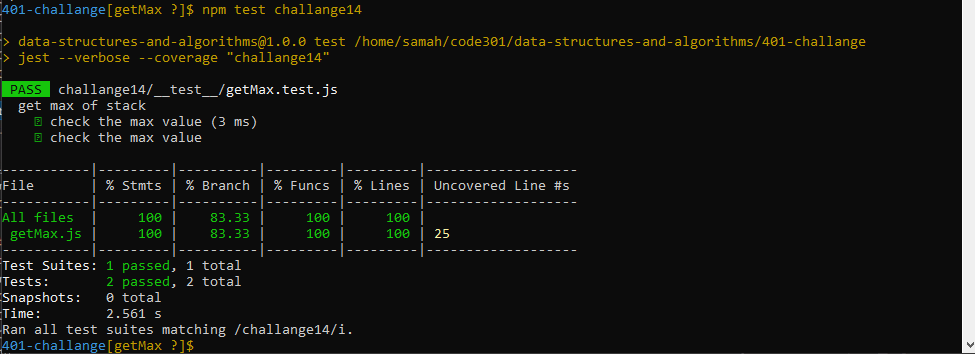 401-challange[getMax ?]$ npm test challange14
> data-structures-and-algorithms@1.0.0 test /home/samah/code301/data-structures-and-algorithms/401-challange
> jest --verbose --coverage "challange14"
PASS challange14/__test__/getMax.test.js
get max of stack
check the max value (3 ms)
check the max value
-----------|---------|----------|---------|---------|-------------------
File       | % Stmts | % Branch | % Funcs | % Lines | Uncovered Line #s
-----------|---------|----------|---------|---------|-------------------
All files  |     100 |    83.33 |     100 |     100 |
 getMax.js |     100 |    83.33 |     100 |     100 | 25
-----------|---------|----------|---------|---------|-------------------
Test Suites: 1 passed, 1 total
Tests:       2 passed, 2 total
Snapshots:   0 total
Time:        2.561 s
Ran all test suites matching /challange14/i.
401-challange[getMax ?]$